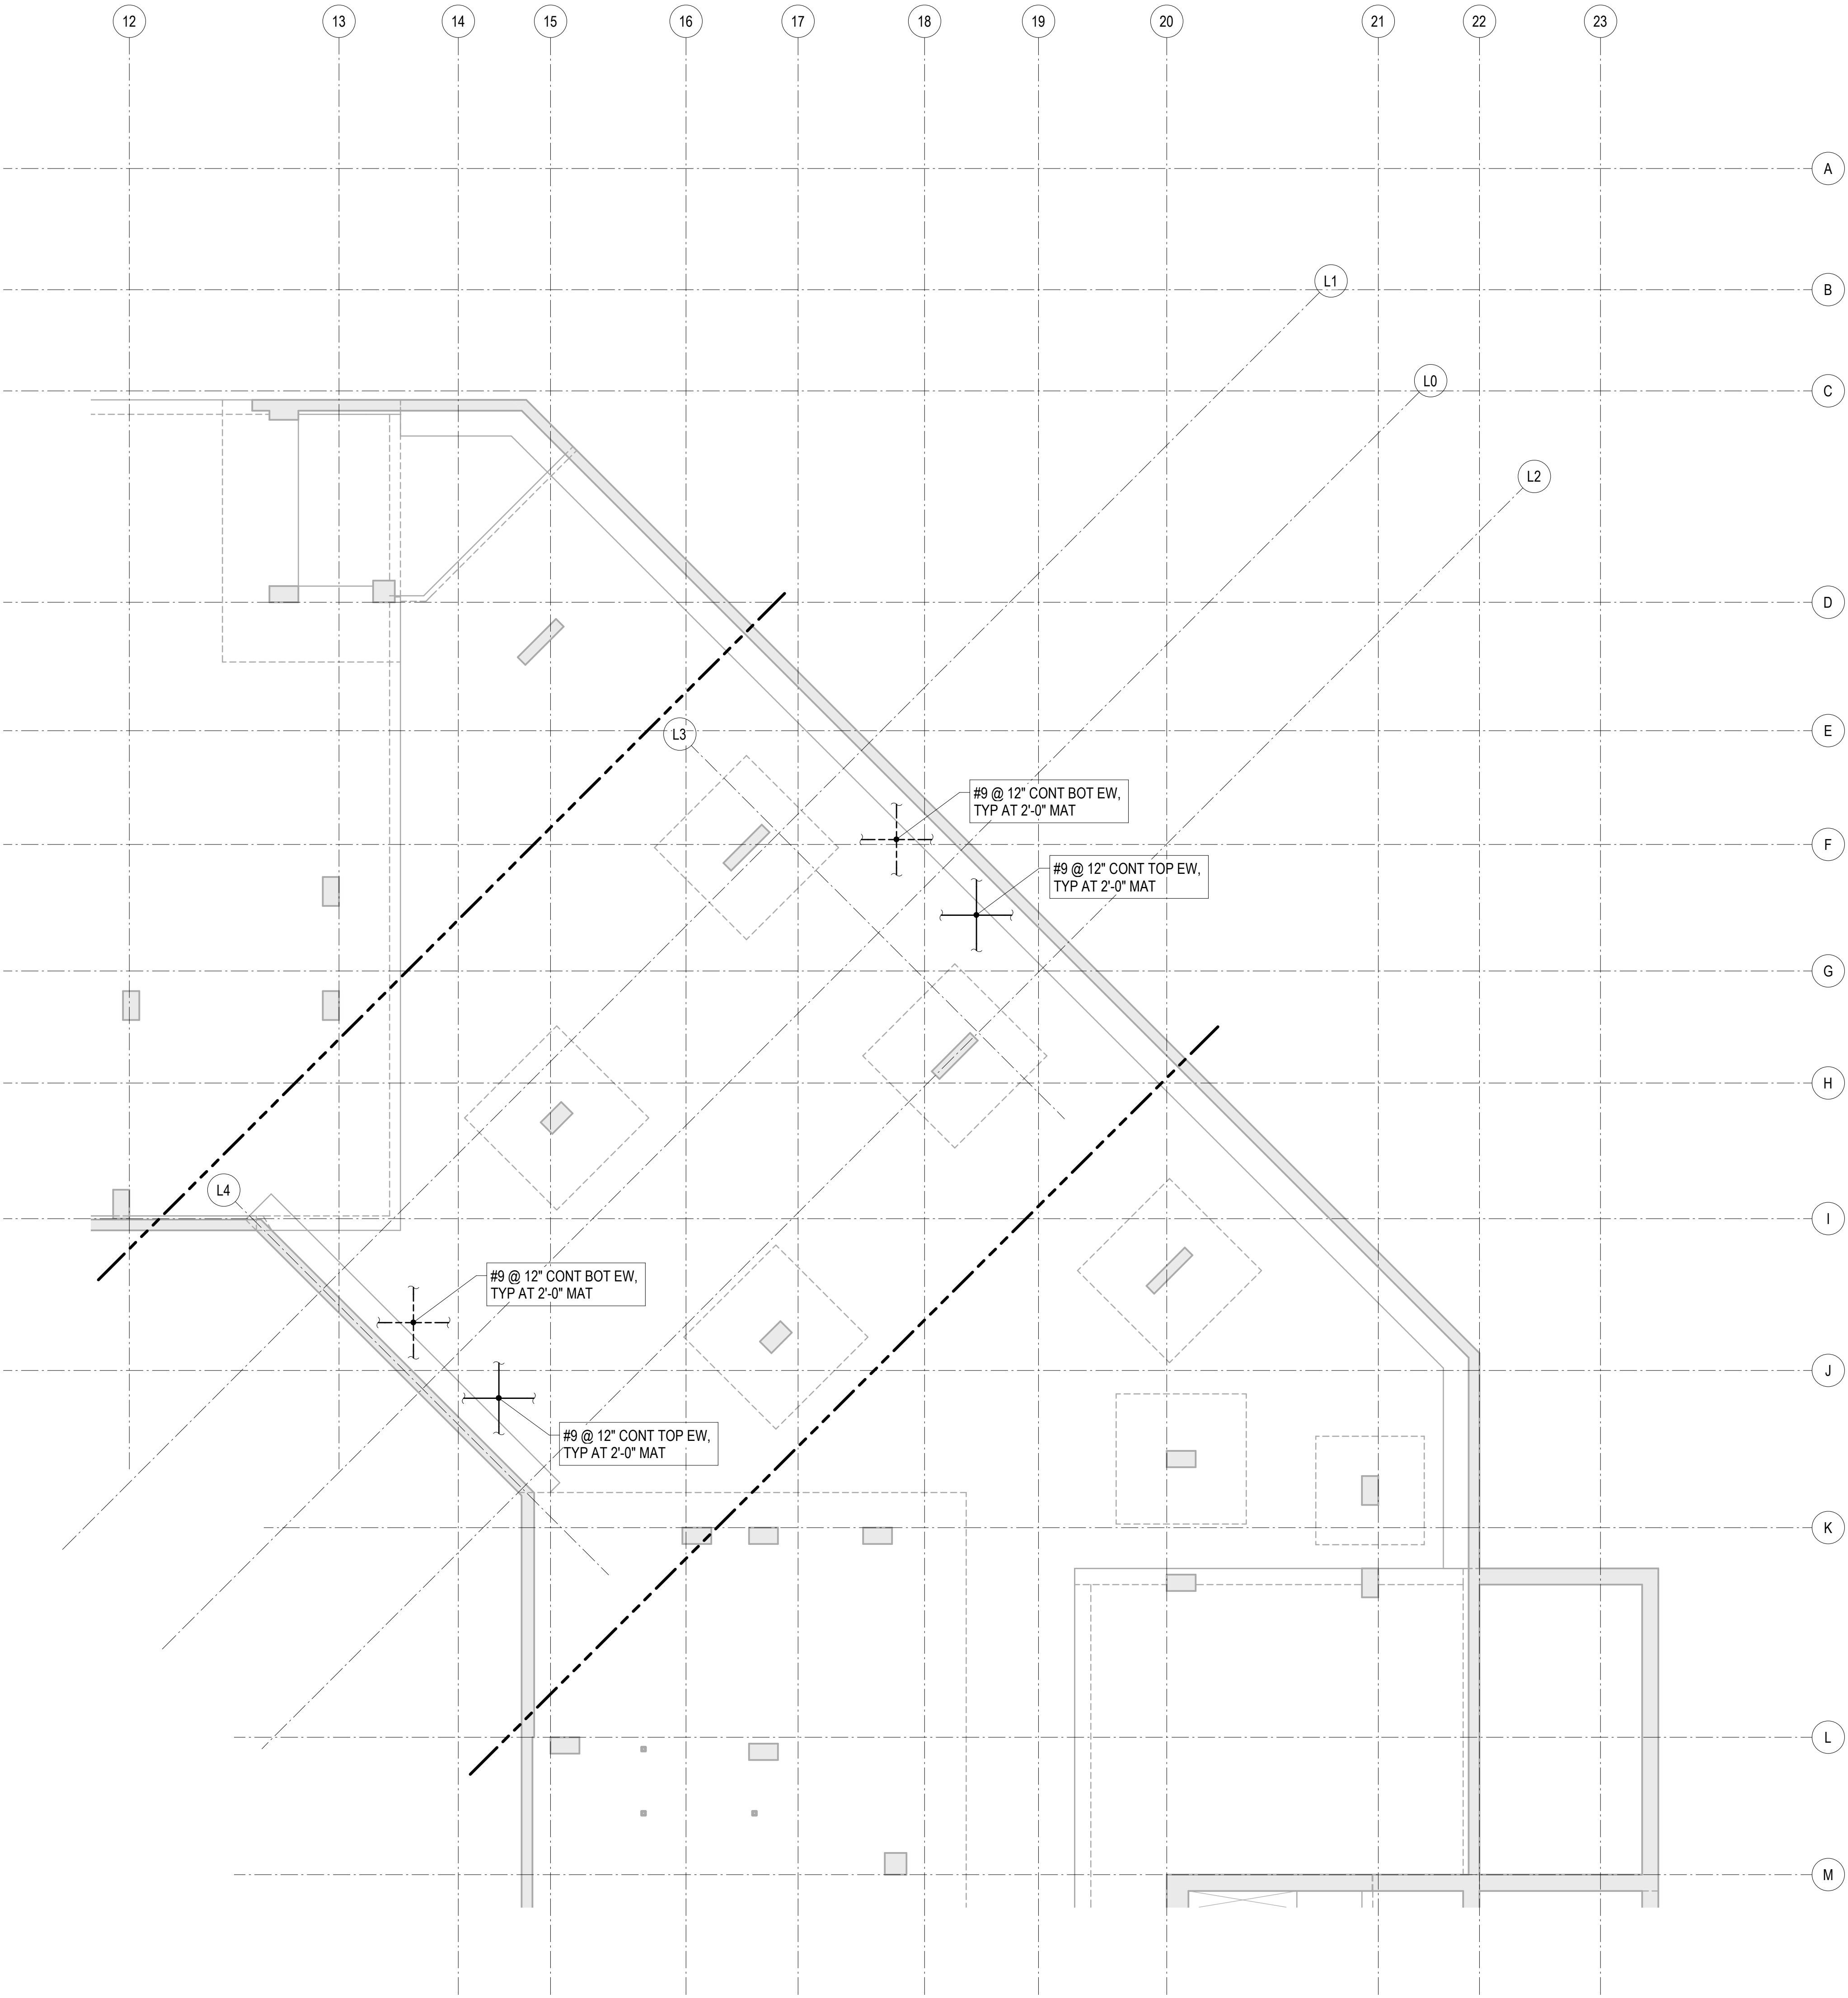 12
13
14
15
16
17
18
19
20
21
22
23
A
L1
B
L0
C
L2
D
E
L3
#9 @ 12" CONT BOT EW,
TYP AT 2'-0" MAT
F
#9 @ 12" CONT TOP EW,
TYP AT 2'-0" MAT
G
H
L4
I
#9 @ 12" CONT BOT EW,
TYP AT 2'-0" MAT
J
#9 @ 12" CONT TOP EW,
TYP AT 2'-0" MAT
K
L
M